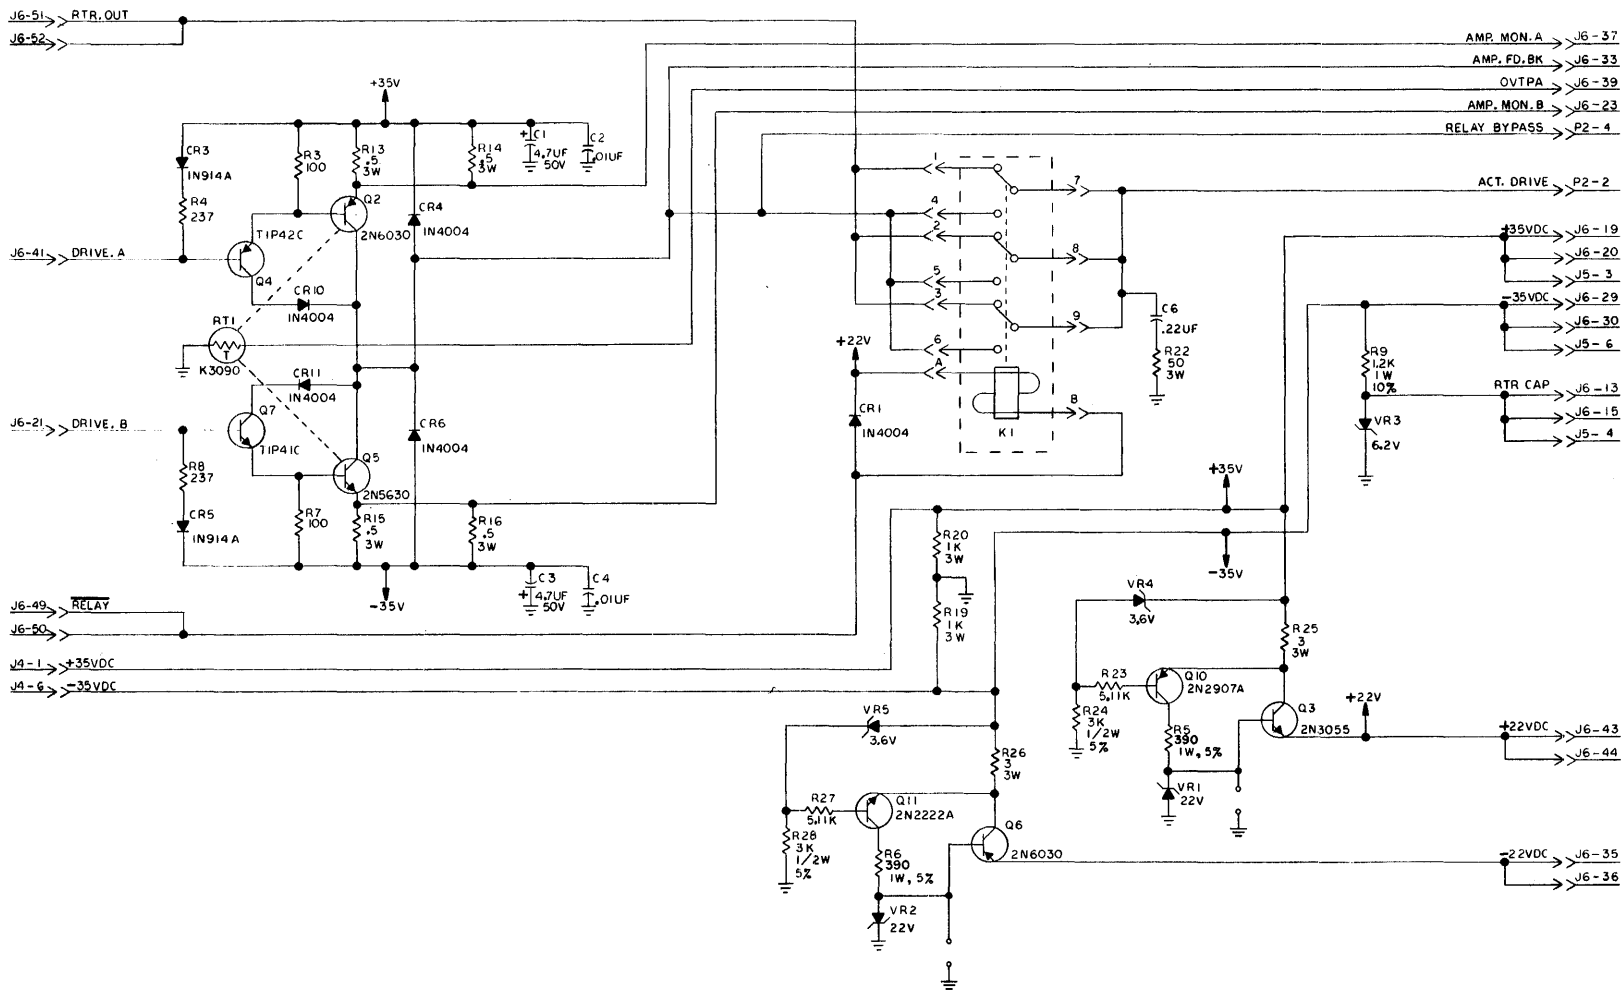 J6-51 RTR.OUT
J6-52
AMP. MON. A J6-37
AMP. FD. BK J6-33
OVTPA J6-39
AMP. MON. B J6-23
RELAY BYPASS P2-4
+35V
CR3
1N914A
R4
237
R3
100
R13
.5
3W
R14
.5
3W
+ C1
4.7UF
50V
C2
.01UF
Q2
2N6030
CR4
1N4004
TIP42C
J6-41 DRIVE. A
Q4
CR10
1N4004
RT1
T
K3090
CR11
1N4004
Q7
TIP41C
J6-21 DRIVE. B
CR6
1N4004
Q5
2N5630
R8
237
CR5
1N914A
R7
100
R15
.5
3W
R16
.5
3W
C3
+ 4.7UF
50V
C4
.01UF
-35V
J6-49 RELAY
J6-50
J4-1 +35VDC
J4-6 -35VDC
1
4
2
5
3
6
A
7
8
9
B
K1
+22V
CR1
1N4004
ACT. DRIVE P2-2
C6
.22UF
R22
50
3W
+35VDC J6-19
J6-20
J5-3
-35VDC J6-29
J6-30
J5-6
R9
1.2K
1W
10%
RTR CAP J6-13
J6-15
J5-4
VR3
6.2V
+35V
-35V
R20
1K
3W
R19
1K
3W
VR4
3.6V
R25
3
3W
R23
5.11K
Q10
2N2907A
R24
3K
1/2W
5%
R5
390
1W, 5%
VR1
22V
Q3
2N3055
+22V
+22VDC J6-43
J6-44
VR5
3.6V
R26
3
3W
R27
5.11K
Q11
2N2222A
R28
3K
1/2W
5%
R6
390
1W, 5%
VR2
22V
Q6
2N6030
-22VDC J6-35
J6-36